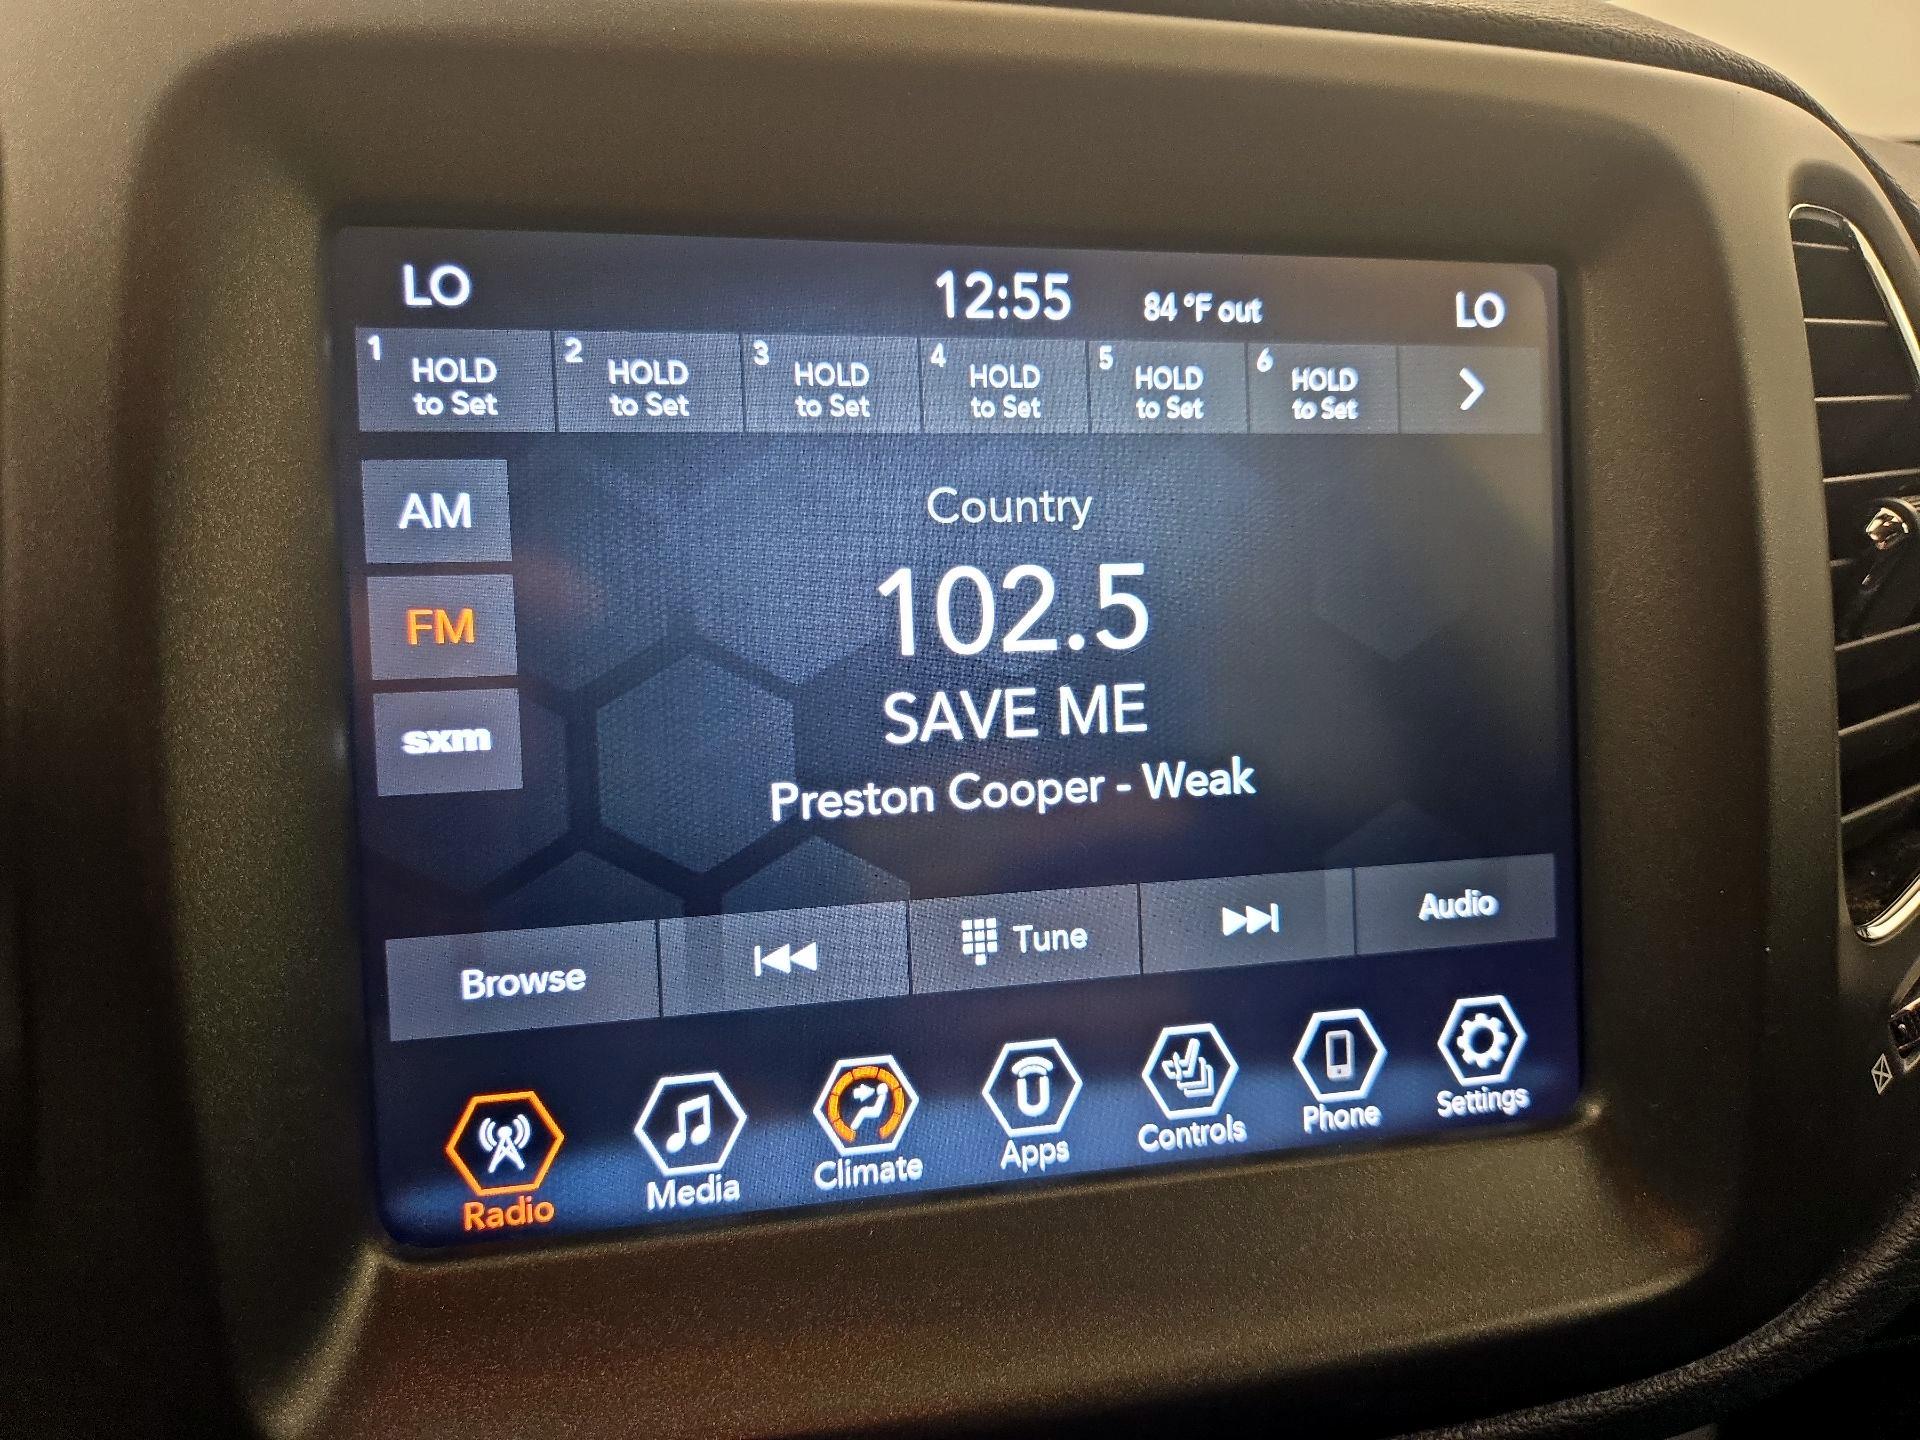 LO 12:55 84 °F out LO
1 HOLD to Set
2 HOLD to Set
3 HOLD to Set
4 HOLD to Set
5 HOLD to Set
6 HOLD to Set
AM
FM
sxm
Country
102.5
SAVE ME
Preston Cooper - Weak
Browse
Tune
Audio
Radio
Media
Climate
Apps
Controls
Phone
Settings